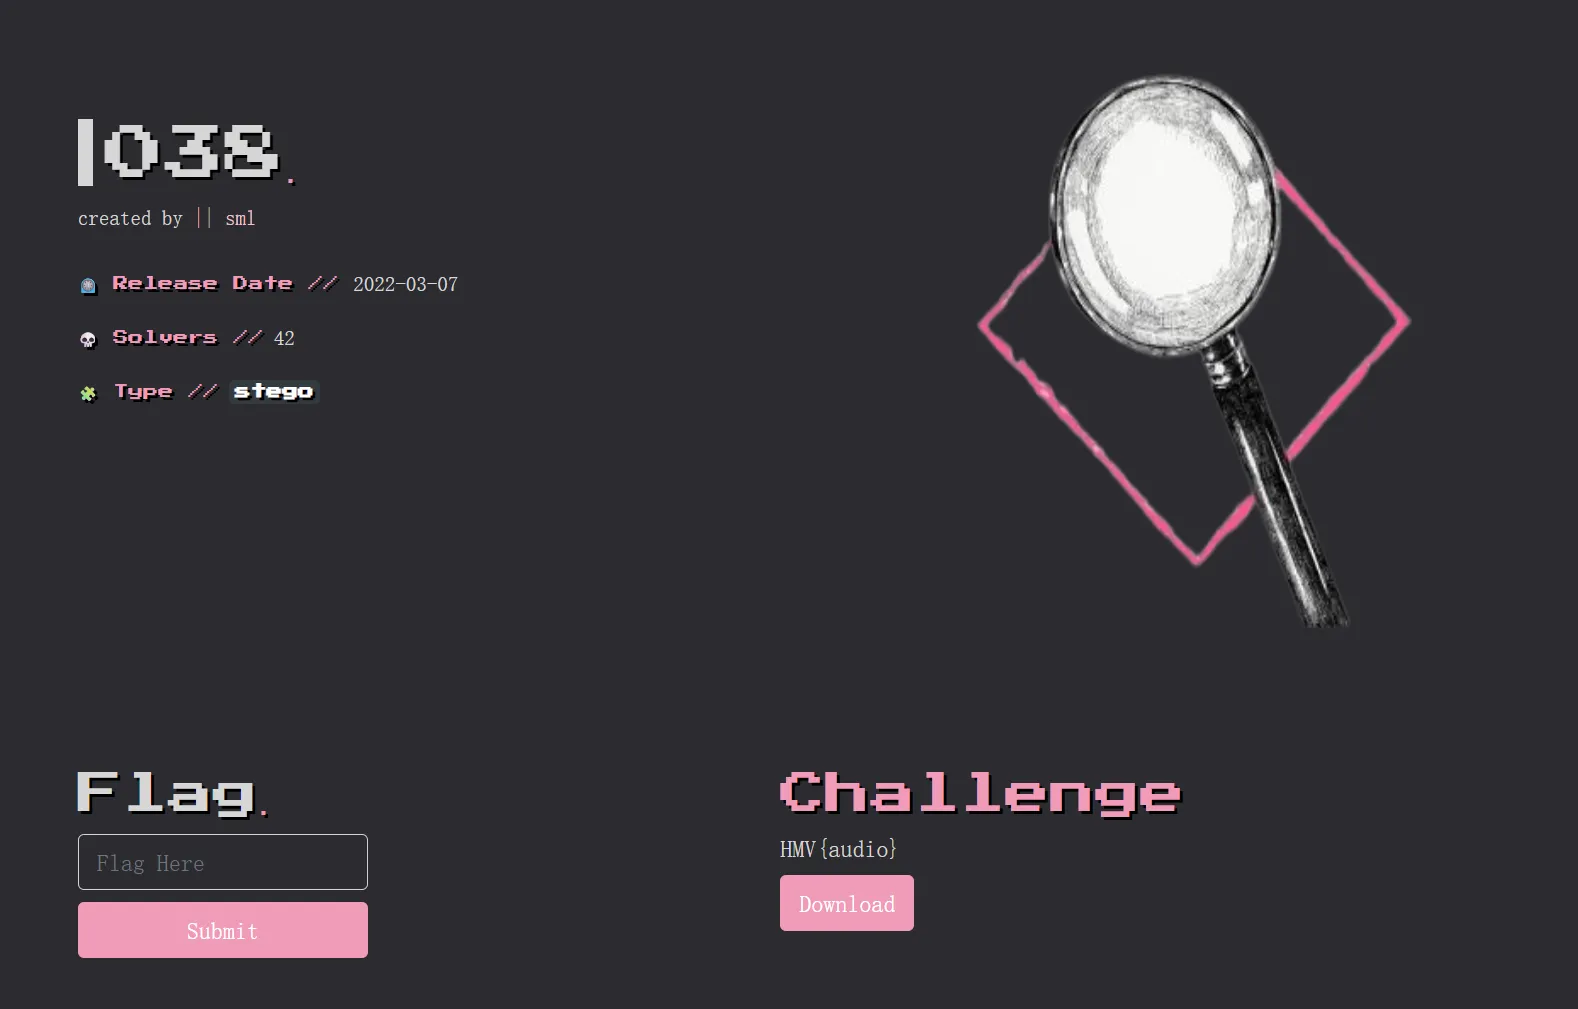 038.
created by || sml
Release Date // 2022-03-07
Solvers // 42
Type // stego
Flag.
Flag Here
Submit
Challenge
HMV{audio}
Download